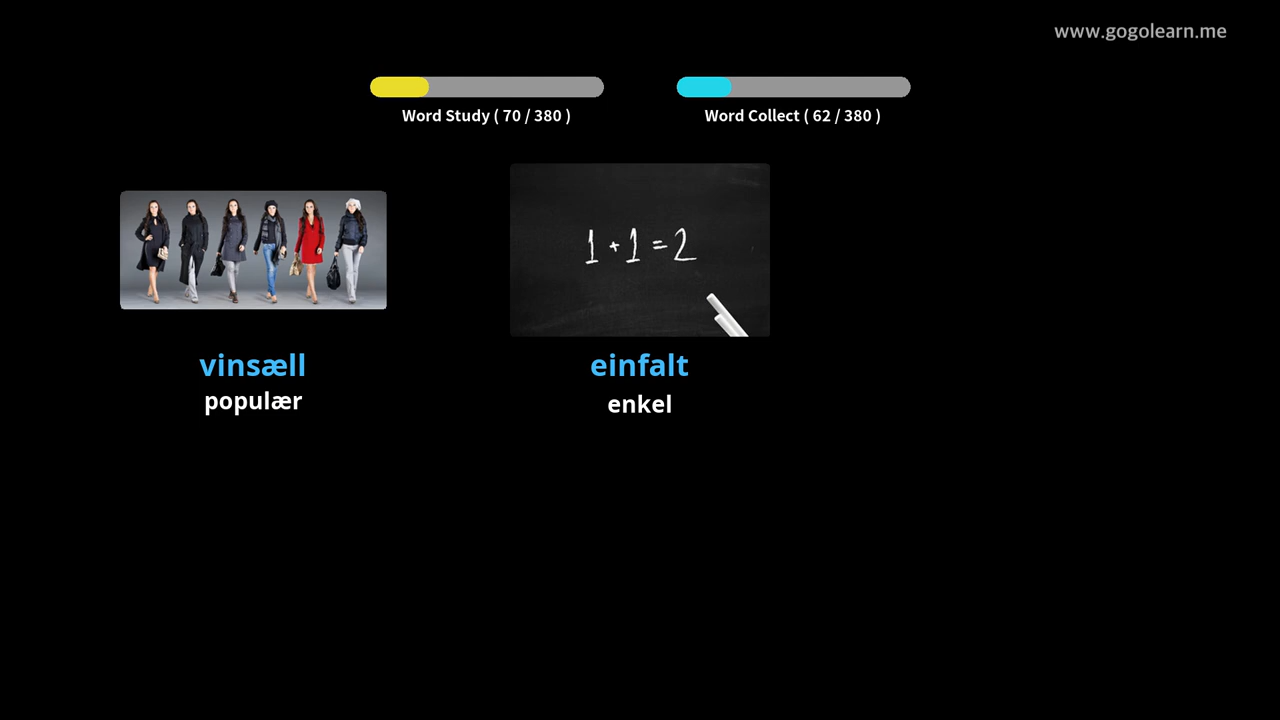 www.gogolearn.me
Word Study ( 70 / 380 )
Word Collect ( 62 / 380 )
1 + 1 = 2
vinsæll
populær
einfalt
enkel